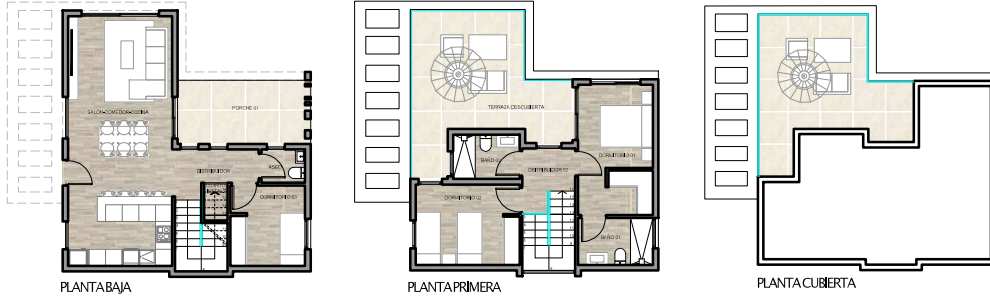 SALON-COMEDOR-COCINA
PORCHE 01
DISTRIBUIDOR
ASEO
DORMITORIO 03
PLANTA BAJA
TERRAZA DESCUBIERTA
BAÑO 02
DORMITORIO 01
DISTRIBUIDOR 02
DORMITORIO 02
BAÑO 01
PLANTA PRIMERA
PLANTA CUBIERTA